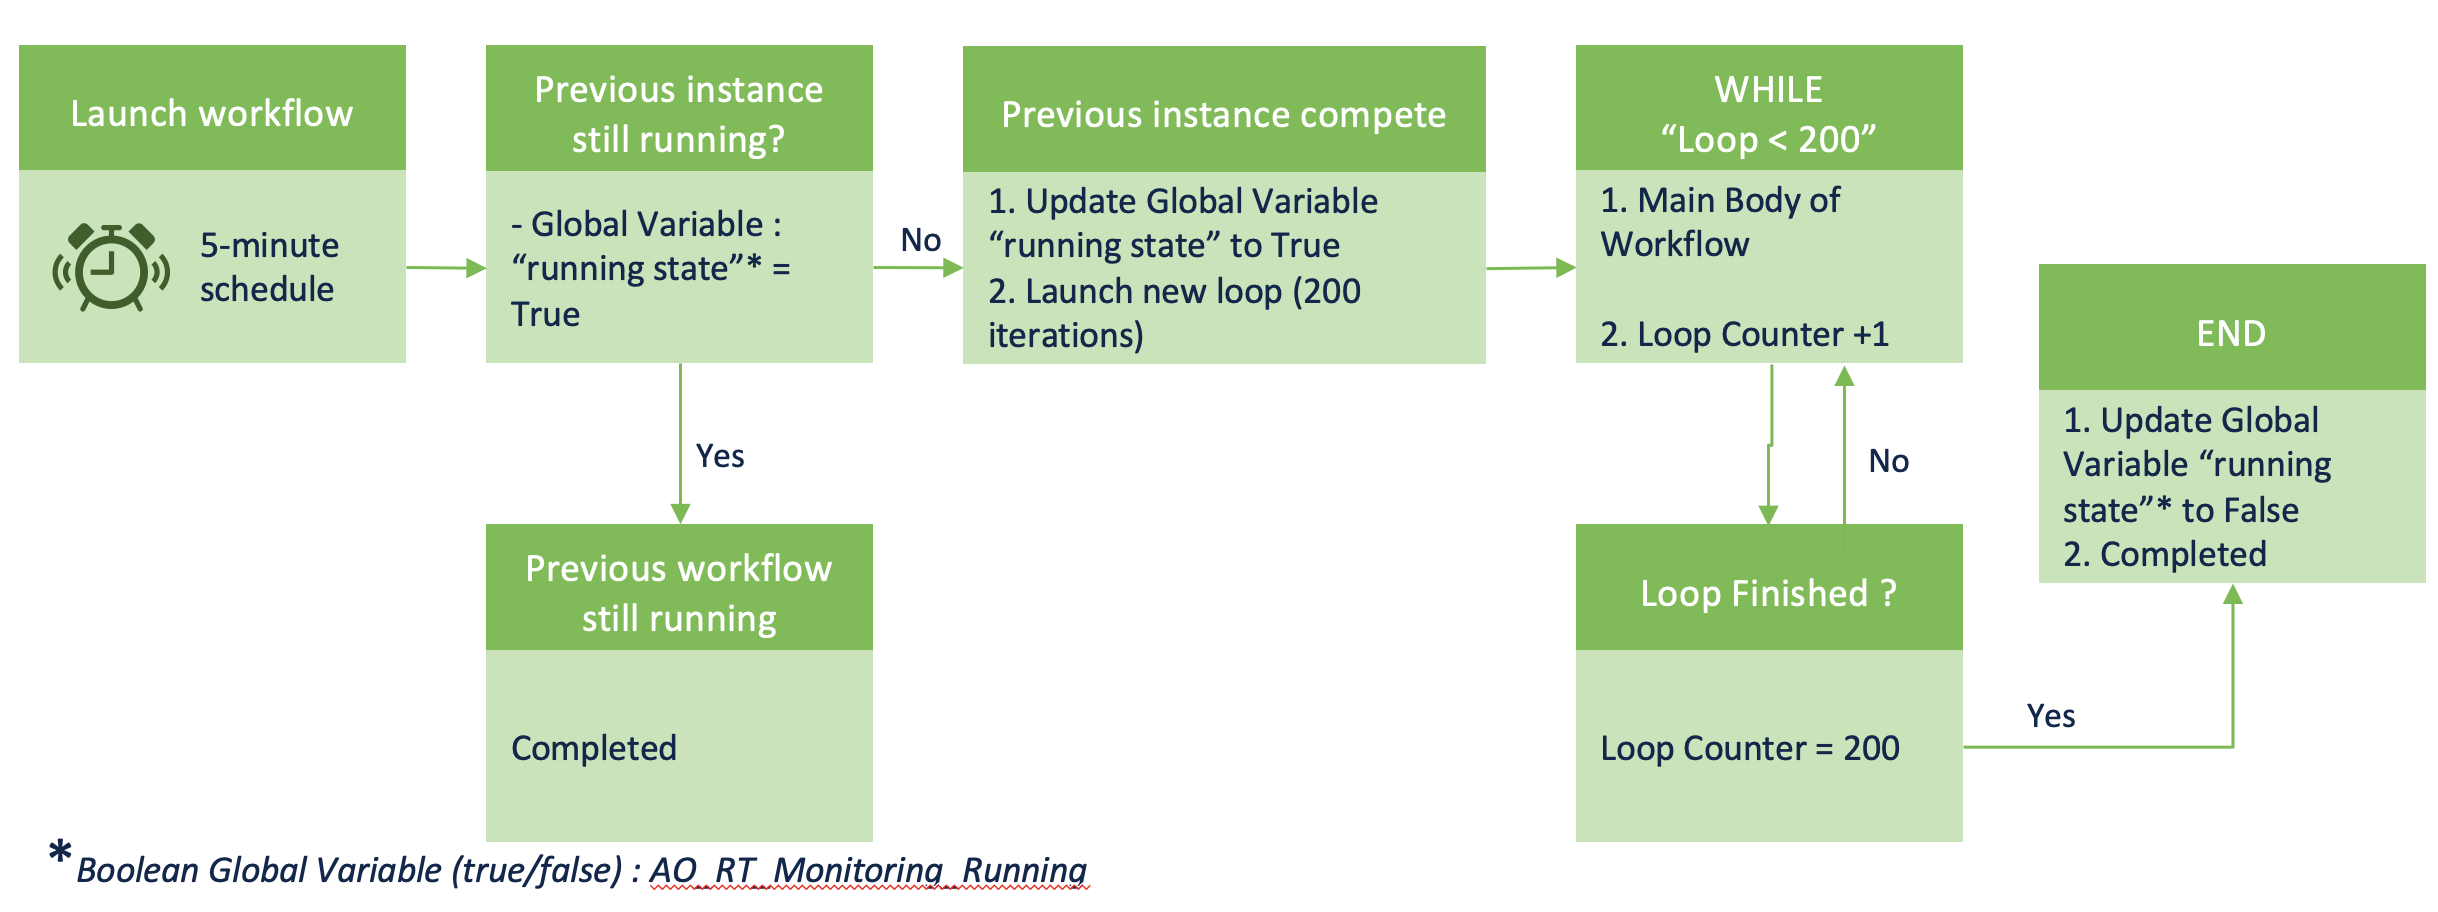 Launch workflow
5-minute
schedule
Previous instance
still running?
- Global Variable :
“running state”* =
True
No
Yes
Previous workflow
still running
Completed
Previous instance compete
1. Update Global Variable
“running state” to True
2. Launch new loop (200
iterations)
WHILE
“Loop < 200”
1. Main Body of
Workflow
2. Loop Counter +1
No
Loop Finished ?
Loop Counter = 200
Yes
END
1. Update Global
Variable “running
state”* to False
2. Completed
*Boolean Global Variable (true/false) : AO_RT_Monitoring_Running